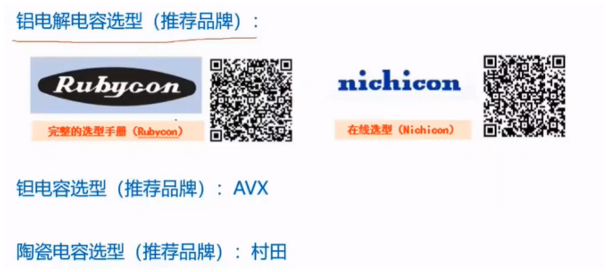 铝电解电容选型（推荐品牌）：
Rubycon
nichicon
完整的选型手册（Rubycon）
在线选型（Nichicon）
钽电容选型（推荐品牌）：AVX
陶瓷电容选型（推荐品牌）：村田